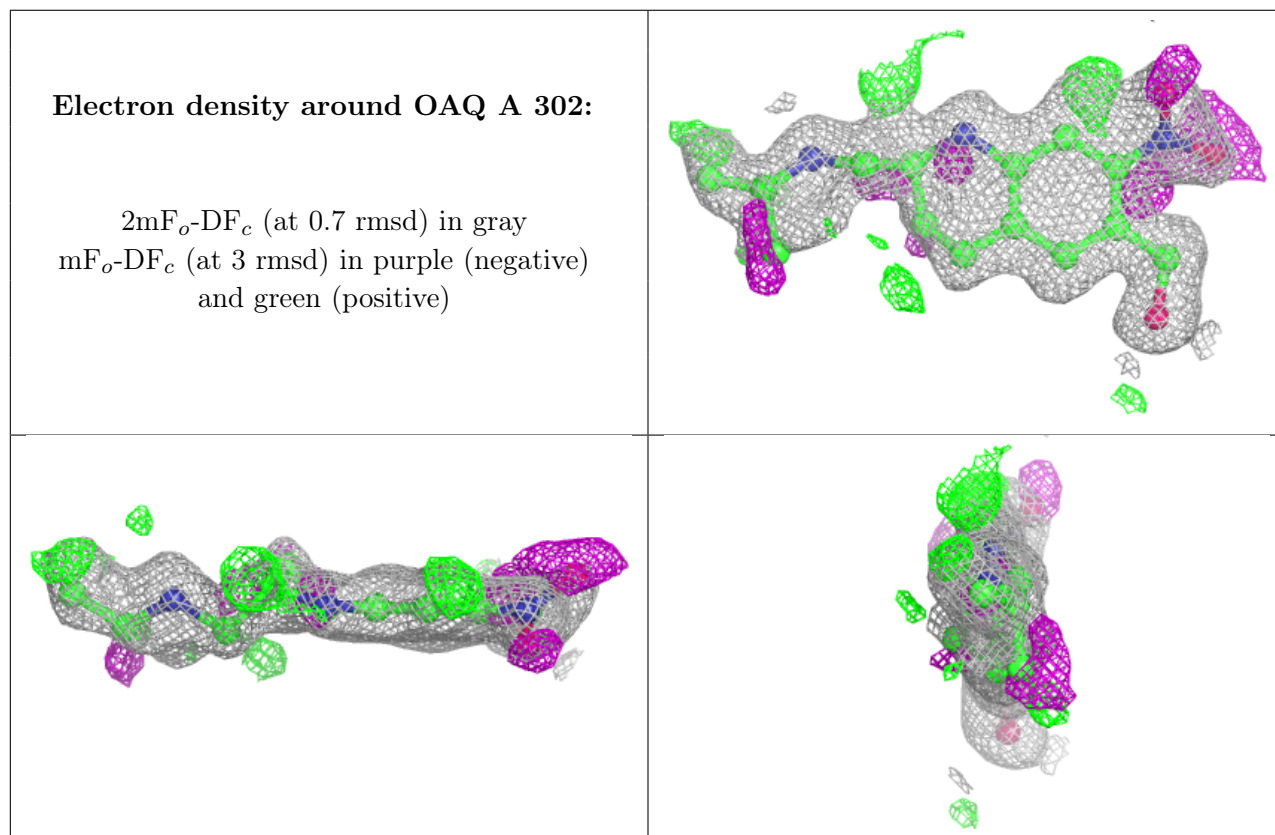 Electron density around OAQ A 302:
2mFo-DFc (at 0.7 rmsd) in gray
mFo-DFc (at 3 rmsd) in purple (negative)
and green (positive)